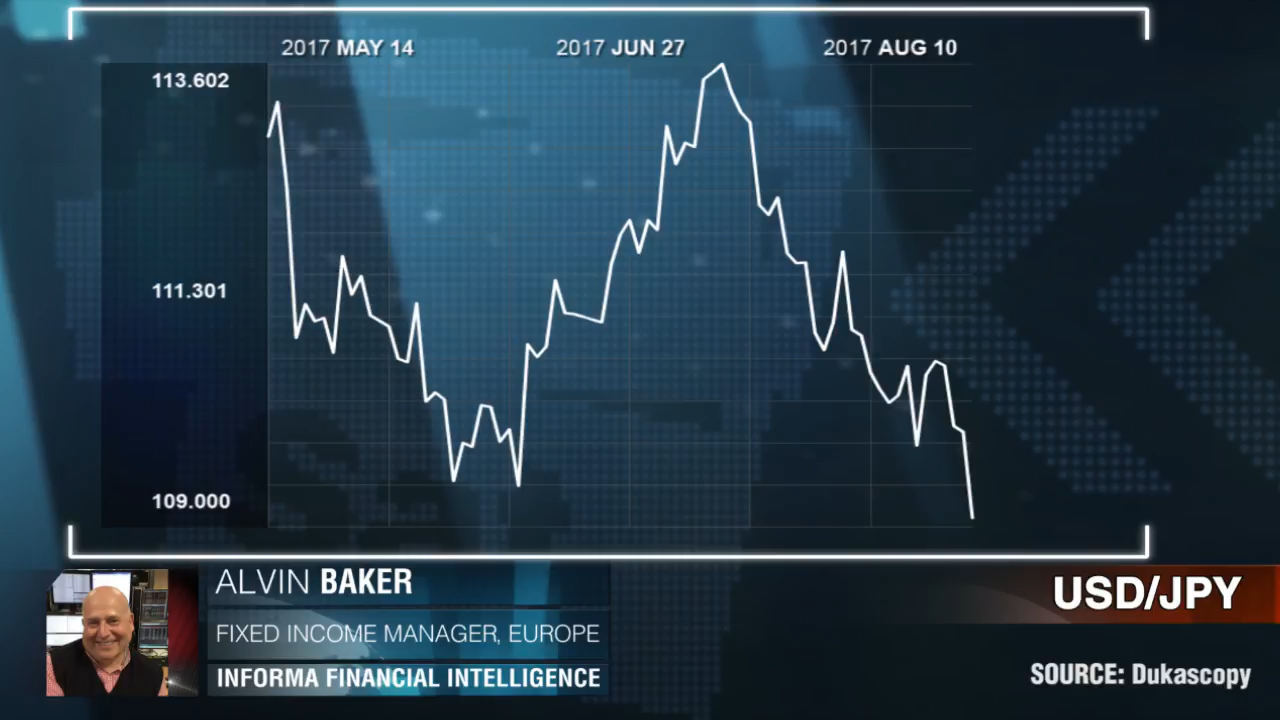 2017 MAY 14 2017 JUN 27 2017 AUG 10
113.602
111.301
109.000
ALVIN BAKER
FIXED INCOME MANAGER, EUROPE
INFORMA FINANCIAL INTELLIGENCE
USD/JPY
SOURCE: Dukascopy